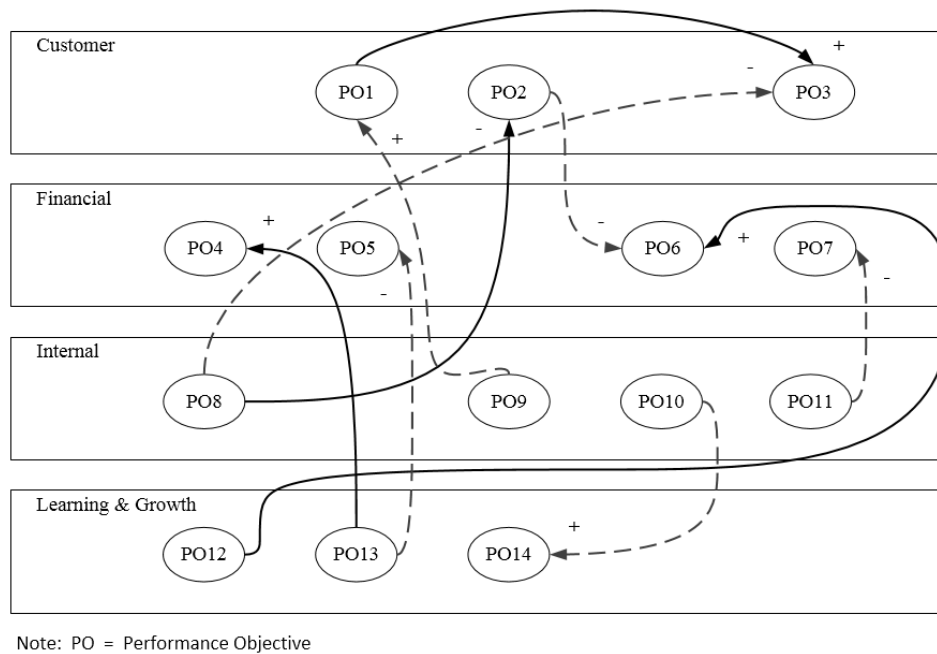 Customer
+
PO1
PO2
PO3
-
+
-
Financial
+
PO4
PO5
PO6
PO7
-
+
-
-
Internal
PO8
PO9
PO10
PO11
Learning & Growth
PO12
PO13
PO14
+
Note: PO = Performance Objective